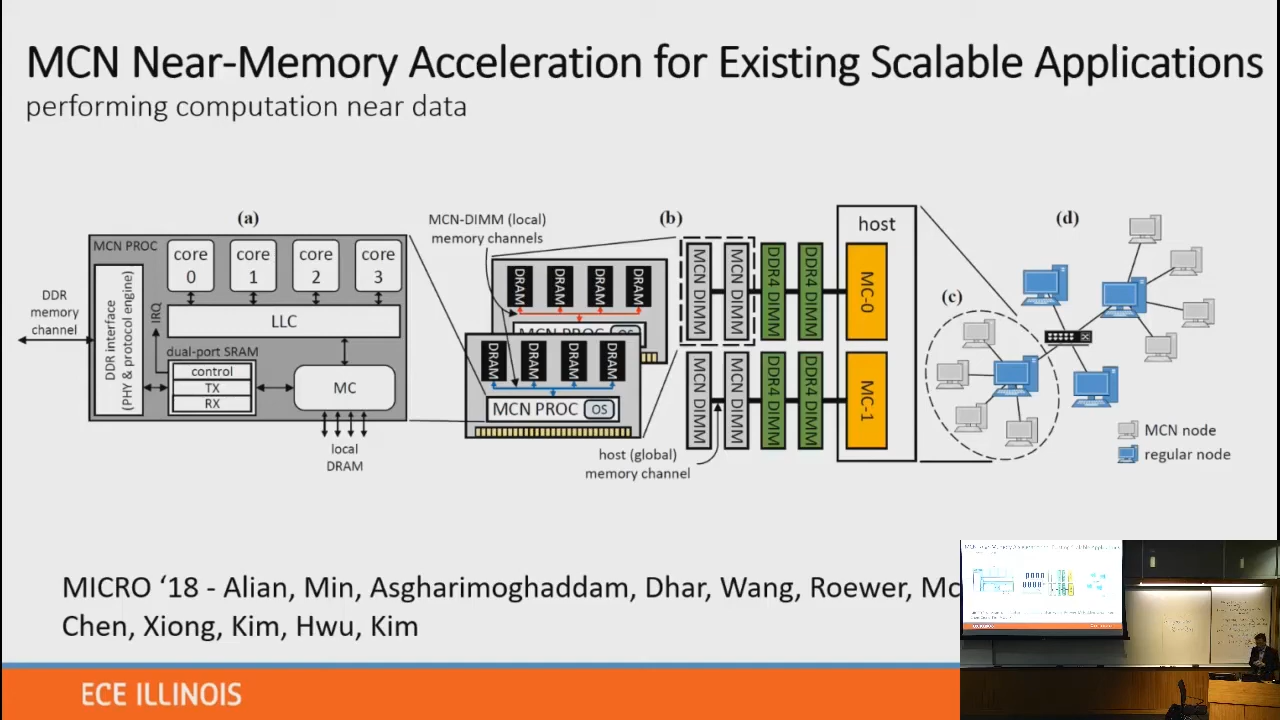 MCN Near-Memory Acceleration for Existing Scalable Applications
performing computation near data
(a)
MCN PROC
core 0
core 1
core 2
core 3
DDR memory channel
DDR interface (PHY & protocol engine)
IRQ
LLC
dual-port SRAM
control
TX
RX
MC
local DRAM
MCN-DIMM (local) memory channels
DRAM
DRAM
DRAM
DRAM
MCN PROC OS
DRAM
DRAM
DRAM
DRAM
MCN PROC
OS
(b)
MCN DIMM
MCN DIMM
DDR4 DIMM
DDR4 DIMM
MCN DIMM
MCN DIMM
DDR4 DIMM
DDR4 DIMM
host (global) memory channel
host
MC-0
MC-1
(c)
(d)
MCN node
regular node
MICRO ‘18 - Alian, Min, Asgharimoghaddam, Dhar, Wang, Roewer,
Chen, Xiong, Kim, Hwu, Kim
ECE ILLINOIS